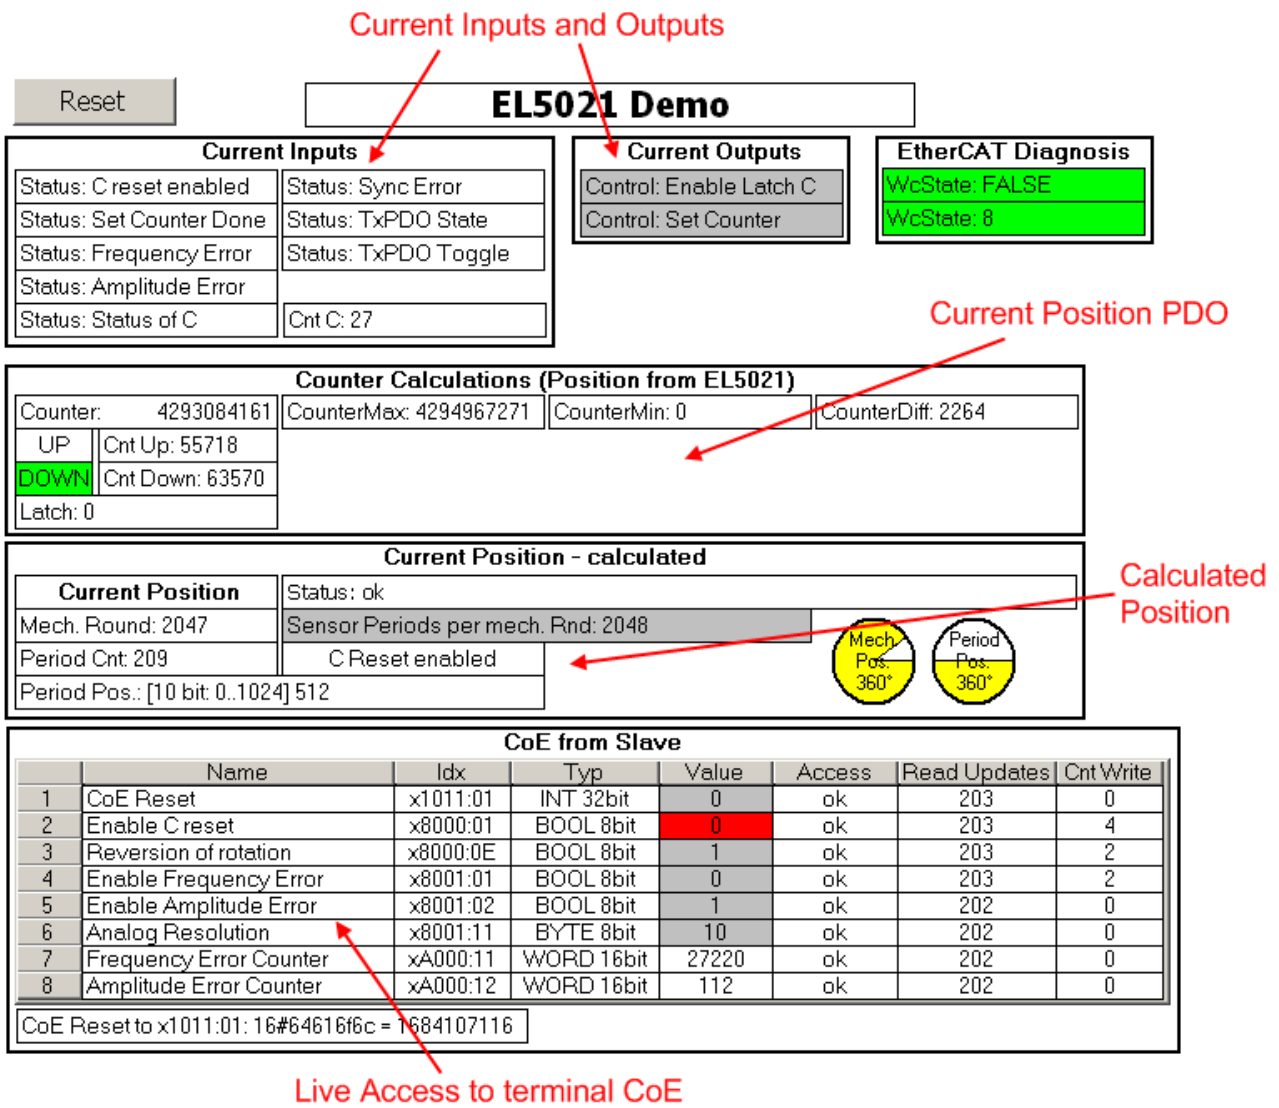 Current Inputs and Outputs
Reset
EL5021 Demo
Current Inputs
Status: C reset enabled
Status: Sync Error
Status: Set Counter Done
Status: TxPDO State
Status: Frequency Error
Status: TxPDO Toggle
Status: Amplitude Error
Status: Status of C
Cnt C: 27
Current Outputs
Control: Enable Latch C
Control: Set Counter
EtherCAT Diagnosis
WcState: FALSE
WcState: 8
Current Position PDO
Counter Calculations (Position from EL5021)
Counter: 4293084161
CounterMax: 4294967271
CounterMin: 0
CounterDiff: 2264
UP
Cnt Up: 55718
DOWN
Cnt Down: 63570
Latch: 0
Current Position - calculated
Current Position
Status: ok
Mech. Round: 2047
Sensor Periods per mech. Rnd: 2048
Period Cnt: 209
C Reset enabled
Period Pos.: [10 bit: 0..1024] 512
Mech.
Pos.
360°
Period
Pos.
360°
Calculated
Position
CoE from Slave
Name Idx Typ Value Access Read Updates Cnt Write
1 CoE Reset x1011:01 INT 32bit 0 ok 203 0
2 Enable C reset x8000:01 BOOL 8bit 0 ok 203 4
3 Reversion of rotation x8000:0E BOOL 8bit 1 ok 203 2
4 Enable Frequency Error x8001:01 BOOL 8bit 0 ok 203 2
5 Enable Amplitude Error x8001:02 BOOL 8bit 1 ok 202 0
6 Analog Resolution x8001:11 BYTE 8bit 10 ok 202 0
7 Frequency Error Counter xA000:11 WORD 16bit 27220 ok 202 0
8 Amplitude Error Counter xA000:12 WORD 16bit 112 ok 202 0
CoE Reset to x1011:01: 16#64616f6c = 1684107116
Live Access to terminal CoE